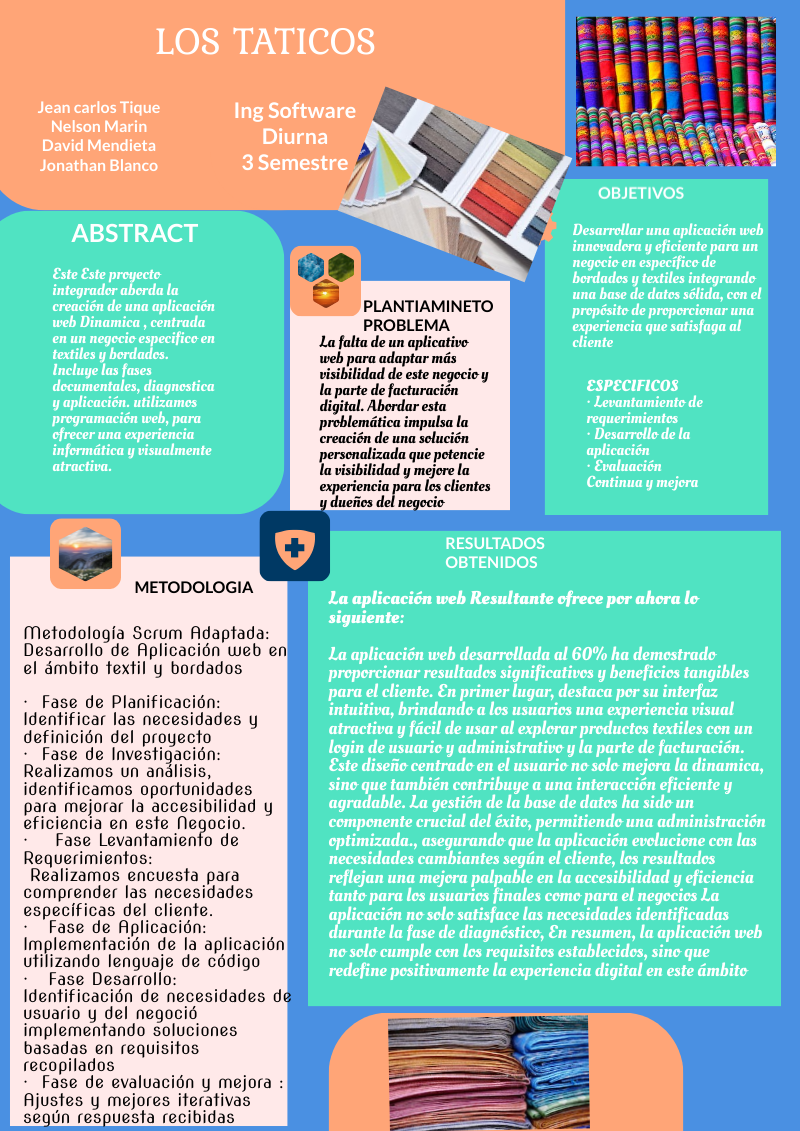 LOS TATICOS
Jean carlos Tique
Nelson Marin
David Mendieta
Jonathan Blanco
Ing Software
Diurna
3 Semestre
ABSTRACT
Este Este proyecto
integrador aborda la
creación de una aplicación
web Dinamica , centrada
en un negocio especifico en
textiles y bordados.
Incluye las fases
documentales, diagnostica
y aplicación. utilizamos
programación web, para
ofrecer una experiencia
informática y visualmente
atractiva.
PLANTIAMINETO
PROBLEMA
La falta de un aplicativo
web para adaptar más
visibilidad de este negocio y
la parte de facturación
digital. Abordar esta
problemática impulsa la
creación de una solución
personalizada que potencie
la visibilidad y mejore la
experiencia para los clientes
y dueños del negocio
OBJETIVOS
Desarrollar una aplicación web
innovadora y eficiente para un
negocio en específico de
bordados y textiles integrando
una base de datos sólida, con el
propósito de proporcionar una
experiencia que satisfaga al
cliente
ESPECIFICOS
· Levantamiento de
requerimientos
· Desarrollo de la
aplicación
· Evaluación
Continua y mejora
METODOLOGIA
Metodología Scrum Adaptada:
Desarrollo de Aplicación web en
el ámbito textil y bordados
· Fase de Planificación:
Identificar las necesidades y
definición del proyecto
· Fase de Investigación:
Realizamos un análisis,
identificamos oportunidades
para mejorar la accesibilidad y
eficiencia en este Negocio.
· Fase Levantamiento de
Requerimientos:
Realizamos encuesta para
comprender las necesidades
específicas del cliente.
· Fase de Aplicación:
Implementación de la aplicación
utilizando lenguaje de código
· Fase Desarrollo:
Identificación de necesidades de
usuario y del negoció
implementando soluciones
basadas en requisitos
recopilados
· Fase de evaluación y mejora :
Ajustes y mejores iterativas
según respuesta recibidas
RESULTADOS
OBTENIDOS
La aplicación web Resultante ofrece por ahora lo
siguiente:
La aplicación web desarrollada al 60% ha demostrado
proporcionar resultados significativos y beneficios tangibles
para el cliente. En primer lugar, destaca por su interfaz
intuitiva, brindando a los usuarios una experiencia visual
atractiva y fácil de usar al explorar productos textiles con un
login de usuario y administrativo y la parte de facturación.
Este diseño centrado en el usuario no solo mejora la dinamica,
sino que también contribuye a una interacción eficiente y
agradable. La gestión de la base de datos ha sido un
componente crucial del éxito, permitiendo una administración
optimizada., asegurando que la aplicación evolucione con las
necesidades cambiantes según el cliente, los resultados
reflejan una mejora palpable en la accesibilidad y eficiencia
tanto para los usuarios finales como para el negocios La
aplicación no solo satisface las necesidades identificadas
durante la fase de diagnóstico, En resumen, la aplicación web
no solo cumple con los requisitos establecidos, sino que
redefine positivamente la experiencia digital en este ámbito